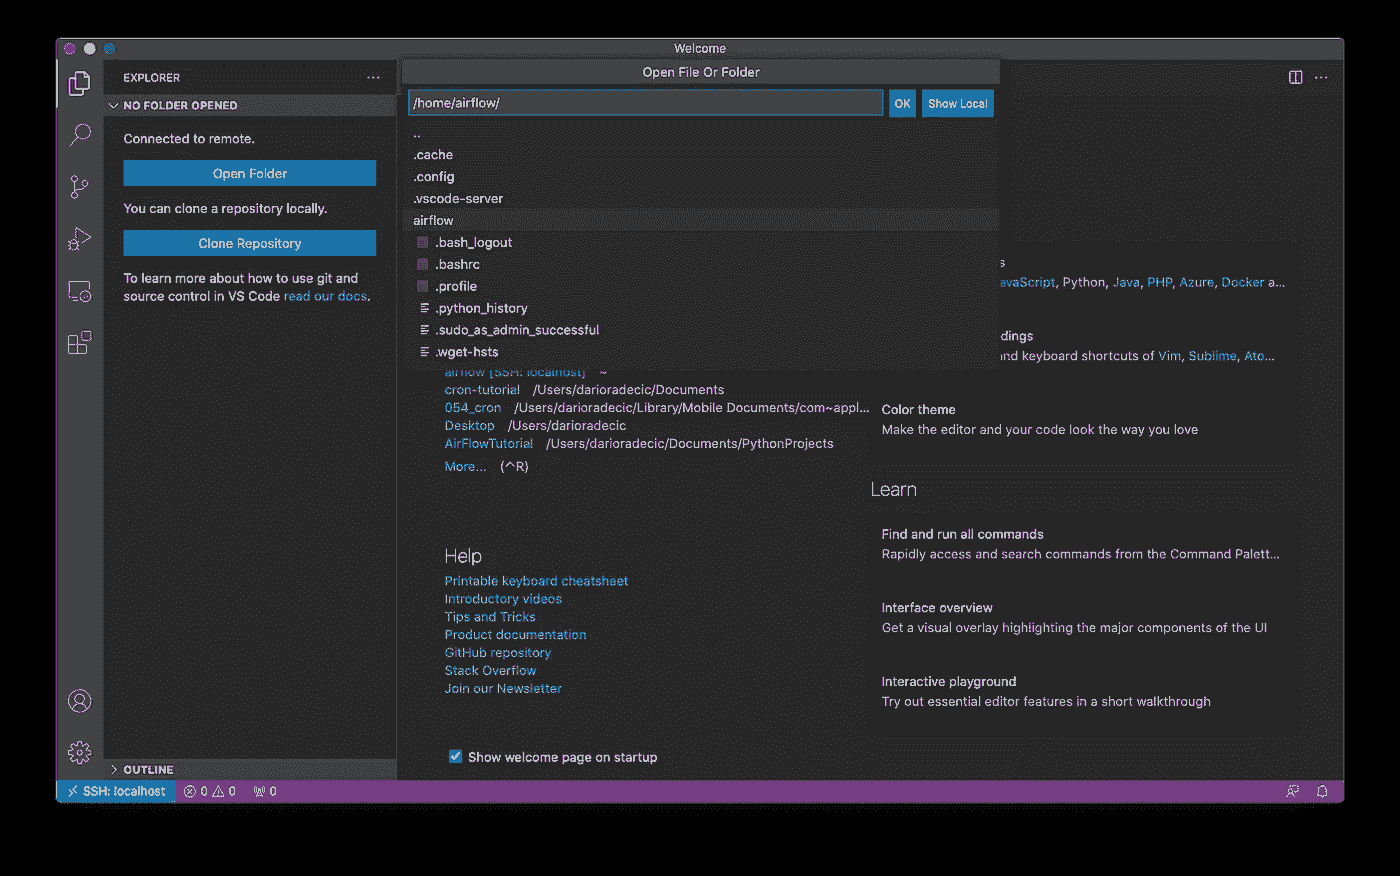 Welcome
EXPLORER
NO FOLDER OPENED
Connected to remote.
Open Folder
You can clone a repository locally.
Clone Repository
To learn more about how to use git and
source control in VS Code read our docs.
OUTLINE
Open File Or Folder
/home/airflow/
OK
Show Local
..
.cache
.config
.vscode-server
airflow
.bash_logout
.bashrc
.profile
.python_history
.sudo_as_admin_successful
.wget-hsts
airflow [SSH: localhost] ~
cron-tutorial /Users/darioradecic/Documents
054_cron /Users/darioradecic/Library/Mobile Documents/com~appl...
Desktop /Users/darioradecic
AirFlowTutorial /Users/darioradecic/Documents/PythonProjects
More... (^R)
Help
Printable keyboard cheatsheet
Introductory videos
Tips and Tricks
Product documentation
GitHub repository
Stack Overflow
Join our Newsletter
Show welcome page on startup
s
avaScript, Python, Java, PHP, Azure, Docker a...
dings
nd keyboard shortcuts of Vim, Sublime, Ato...
Color theme
Make the editor and your code look the way you love
Learn
Find and run all commands
Rapidly access and search commands from the Command Palett...
Interface overview
Get a visual overlay highlighting the major components of the UI
Interactive playground
Try out essential editor features in a short walkthrough
SSH: localhost 0 0 0